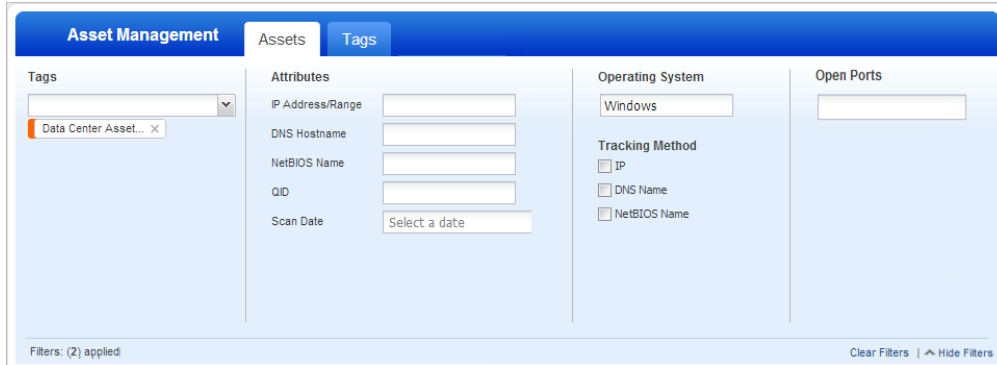 Asset Management
Assets
Tags
Tags
Data Center Asset...
Attributes
IP Address/Range
DNS Hostname
NetBIOS Name
QID
Scan Date
Select a date
Operating System
Windows
Tracking Method
IP
DNS Name
NetBIOS Name
Open Ports
Filters: (2) applied
Clear Filters | Hide Filters